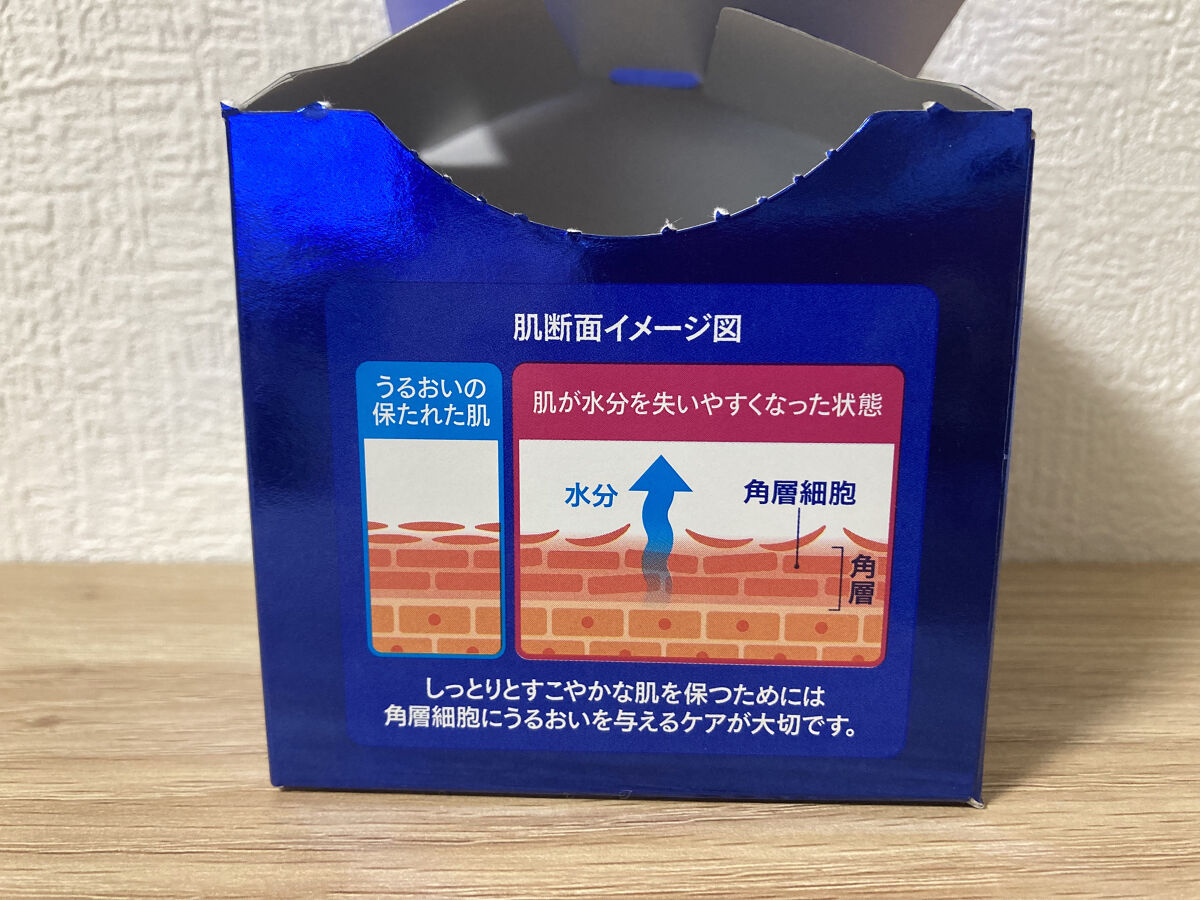 肌断面イメージ図
うるおいの
保たれた肌
肌が水分を失いやすくなった状態
水分
角層細胞
角層
しっとりとすこやかな肌を保つためには
角層細胞にうるおいを与えるケアが大切です。